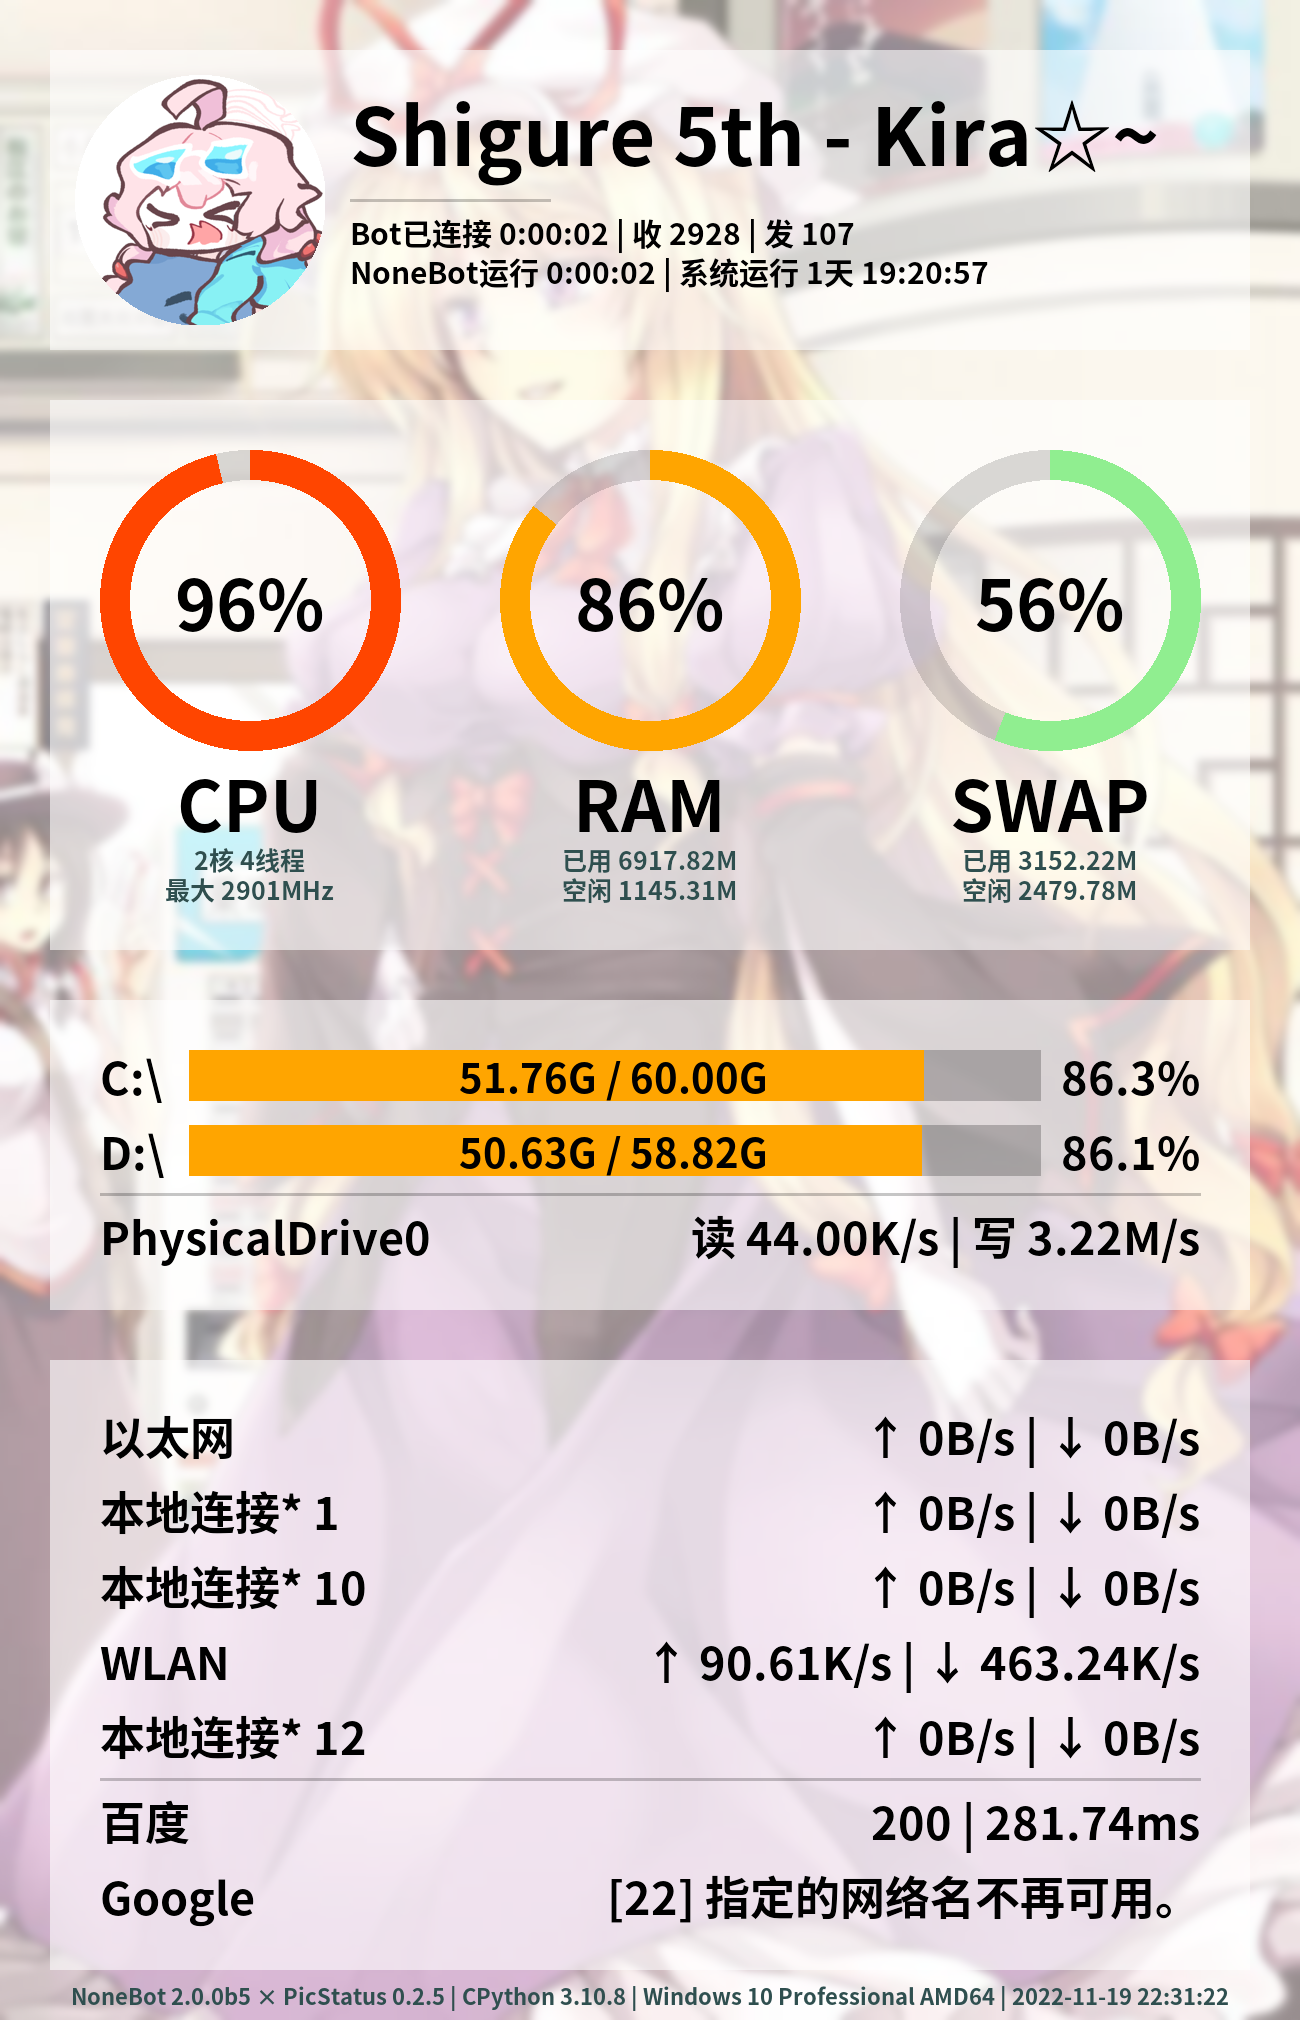 Shigure 5th - Kira☆~
Bot已连接 0:00:02 | 收 2928 | 发 107
NoneBot运行 0:00:02 | 系统运行 1天 19:20:57
96%
86%
56%
CPU
RAM
SWAP
2核 4线程
最大 2901MHz
已用 6917.82M
空闲 1145.31M
已用 3152.22M
空闲 2479.78M
C:\ 51.76G / 60.00G 86.3%
D:\ 50.63G / 58.82G 86.1%
PhysicalDrive0 读 44.00K/s | 写 3.22M/s
以太网 ↑ 0B/s | ↓ 0B/s
本地连接* 1 ↑ 0B/s | ↓ 0B/s
本地连接* 10 ↑ 0B/s | ↓ 0B/s
WLAN ↑ 90.61K/s | ↓ 463.24K/s
本地连接* 12 ↑ 0B/s | ↓ 0B/s
百度 200 | 281.74ms
Google [22] 指定的网络名不再可用。
NoneBot 2.0.0b5 × PicStatus 0.2.5 | CPython 3.10.8 | Windows 10 Professional AMD64 | 2022-11-19 22:31:22